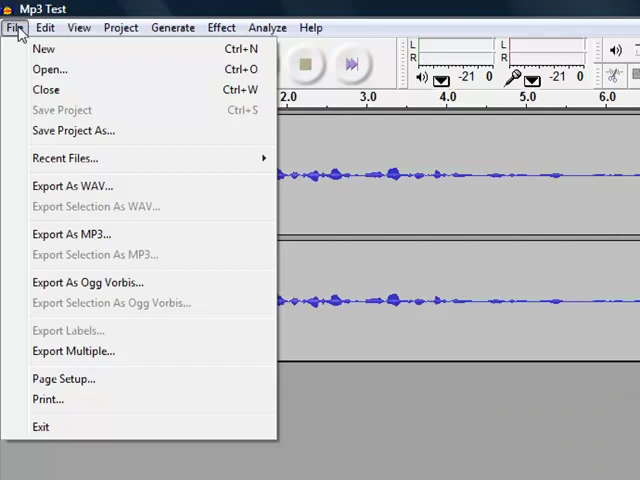 Mp3 Test
File Edit View Project Generate Effect Analyze Help
New Ctrl+N
Open... Ctrl+O
Close Ctrl+W
Save Project Ctrl+S
Save Project As...
Recent Files...
Export As WAV...
Export Selection As WAV...
Export As MP3...
Export Selection As MP3...
Export As Ogg Vorbis...
Export Selection As Ogg Vorbis...
Export Labels...
Export Multiple...
Page Setup...
Print...
Exit
L
R
-21 0
L
R
-21 0
2.0 3.0 4.0 5.0 6.0